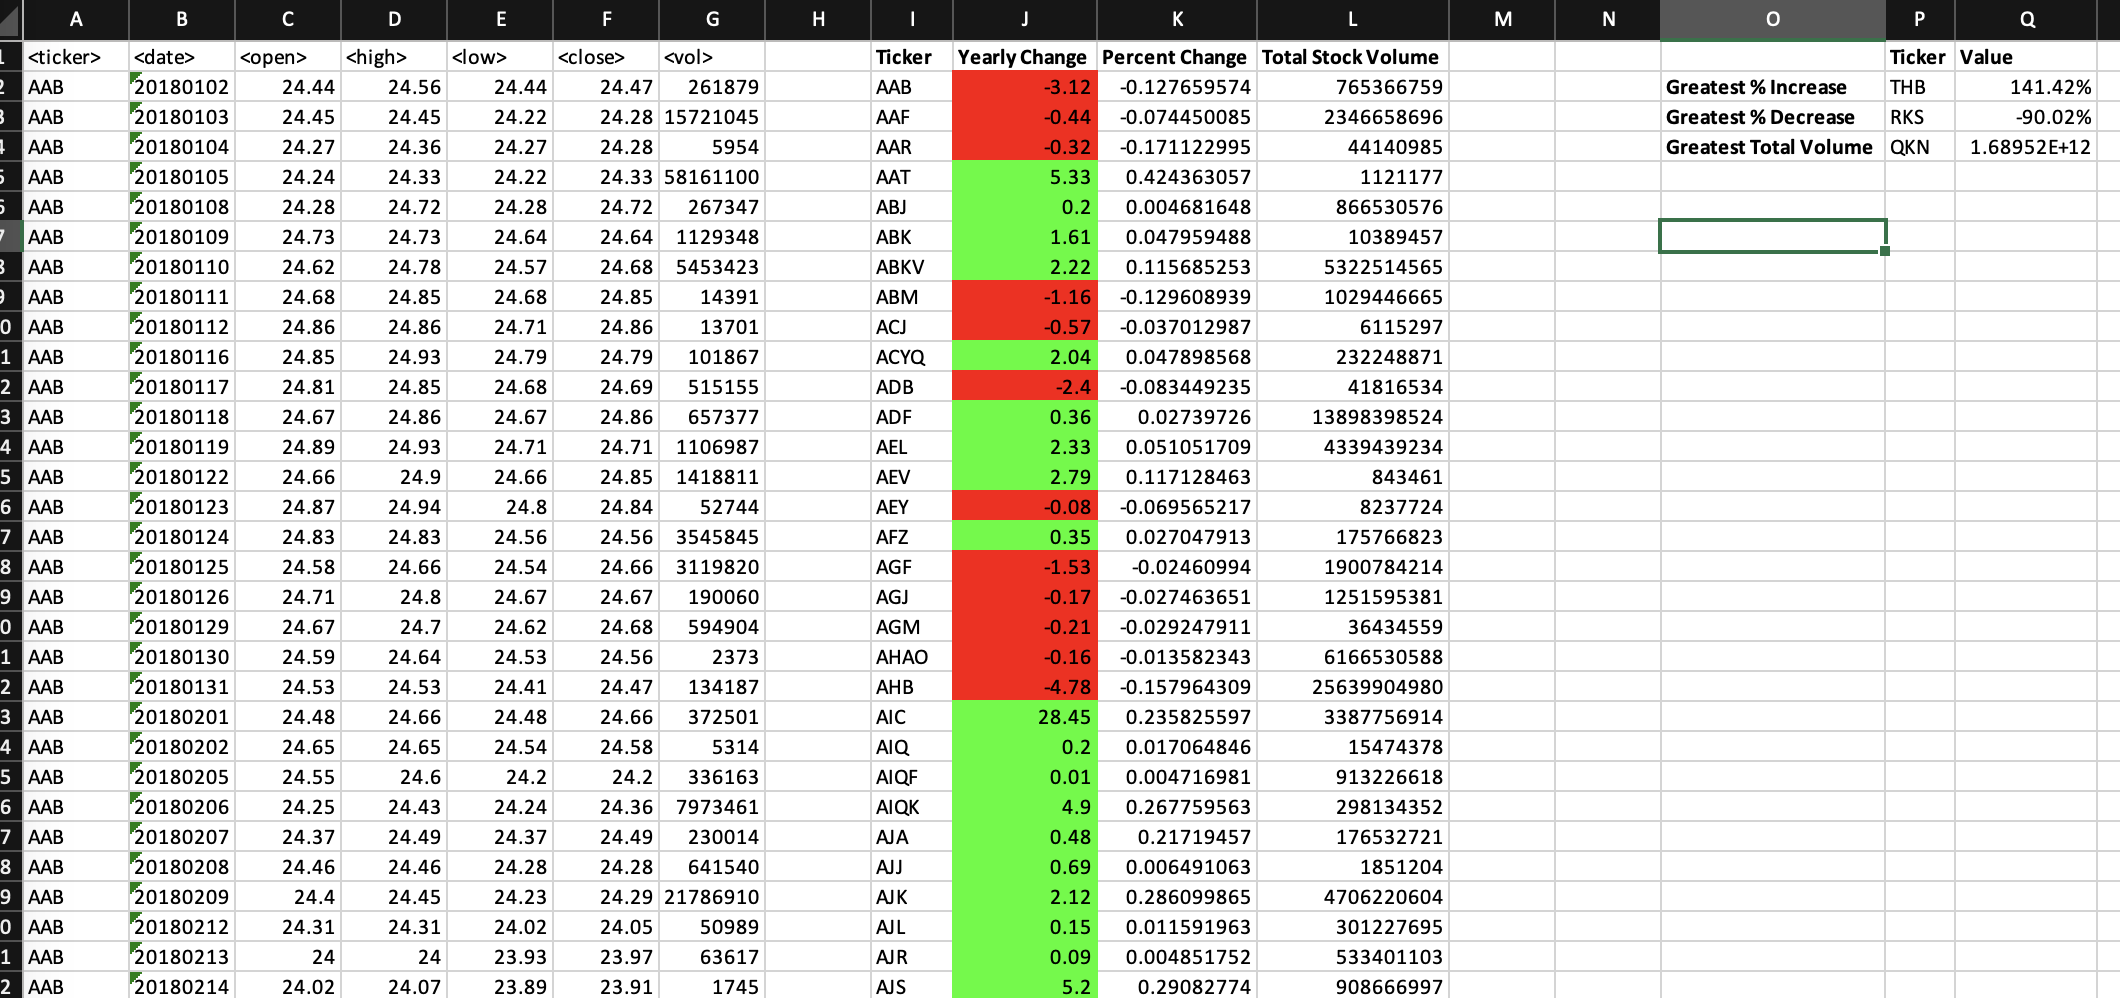 A B C D E F G H I J K L M N O P Q
1 <ticker> <date> <open> <high> <low> <close> <vol> Ticker Yearly Change Percent Change Total Stock Volume Ticker Value
2 AAB 20180102 24.44 24.56 24.44 24.47 261879 AAB -3.12 -0.127659574 765366759 Greatest % Increase THB 141.42%
3 AAB 20180103 24.45 24.45 24.22 24.28 15721045 AAF -0.44 -0.074450085 2346658696 Greatest % Decrease RKS -90.02%
4 AAB 20180104 24.27 24.36 24.27 24.28 5954 AAR -0.32 -0.171122995 44140985 Greatest Total Volume QKN 1.68952E+12
5 AAB 20180105 24.24 24.33 24.22 24.33 58161100 AAT 5.33 0.424363057 1121177
6 AAB 20180108 24.28 24.72 24.28 24.72 267347 ABJ 0.2 0.004681648 866530576
7 AAB 20180109 24.73 24.73 24.64 24.64 1129348 ABK 1.61 0.047959488 10389457
8 AAB 20180110 24.62 24.78 24.57 24.68 5453423 ABKV 2.22 0.115685253 5322514565
9 AAB 20180111 24.68 24.85 24.68 24.85 14391 ABM -1.16 -0.129608939 1029446665
0 AAB 20180112 24.86 24.86 24.71 24.86 13701 ACJ -0.57 -0.037012987 6115297
1 AAB 20180116 24.85 24.93 24.79 24.79 101867 ACYQ 2.04 0.047898568 232248871
2 AAB 20180117 24.81 24.85 24.68 24.69 515155 ADB -2.4 -0.083449235 41816534
3 AAB 20180118 24.67 24.86 24.67 24.86 657377 ADF 0.36 0.02739726 13898398524
4 AAB 20180119 24.89 24.93 24.71 24.71 1106987 AEL 2.33 0.051051709 4339439234
5 AAB 20180122 24.66 24.9 24.66 24.85 1418811 AEV 2.79 0.117128463 843461
6 AAB 20180123 24.87 24.94 24.8 24.84 52744 AEY -0.08 -0.069565217 8237724
7 AAB 20180124 24.83 24.83 24.56 24.56 3545845 AFZ 0.35 0.027047913 175766823
8 AAB 20180125 24.58 24.66 24.54 24.66 3119820 AGF -1.53 -0.02460994 1900784214
9 AAB 20180126 24.71 24.8 24.67 24.67 190060 AGJ -0.17 -0.027463651 1251595381
0 AAB 20180129 24.67 24.7 24.62 24.68 594904 AGM -0.21 -0.029247911 36434559
1 AAB 20180130 24.59 24.64 24.53 24.56 2373 AHAO -0.16 -0.013582343 6166530588
2 AAB 20180131 24.53 24.53 24.41 24.47 134187 AHB -4.78 -0.157964309 25639904980
3 AAB 20180201 24.48 24.66 24.48 24.66 372501 AIC 28.45 0.235825597 3387756914
4 AAB 20180202 24.65 24.65 24.54 24.58 5314 AIQ 0.2 0.017064846 15474378
5 AAB 20180205 24.55 24.6 24.2 24.2 336163 AIQF 0.01 0.004716981 913226618
6 AAB 20180206 24.25 24.43 24.24 24.36 7973461 AIQK 4.9 0.267759563 298134352
7 AAB 20180207 24.37 24.49 24.37 24.49 230014 AJA 0.48 0.21719457 176532721
8 AAB 20180208 24.46 24.46 24.28 24.28 641540 AJJ 0.69 0.006491063 1851204
9 AAB 20180209 24.4 24.45 24.23 24.29 21786910 AJK 2.12 0.286099865 4706220604
0 AAB 20180212 24.31 24.31 24.02 24.05 50989 AJL 0.15 0.011591963 301227695
1 AAB 20180213 24 24 23.93 23.97 63617 AJR 0.09 0.004851752 533401103
2 AAB 20180214 24.02 24.07 23.89 23.91 1745 AJS 5.2 0.29082774 908666997